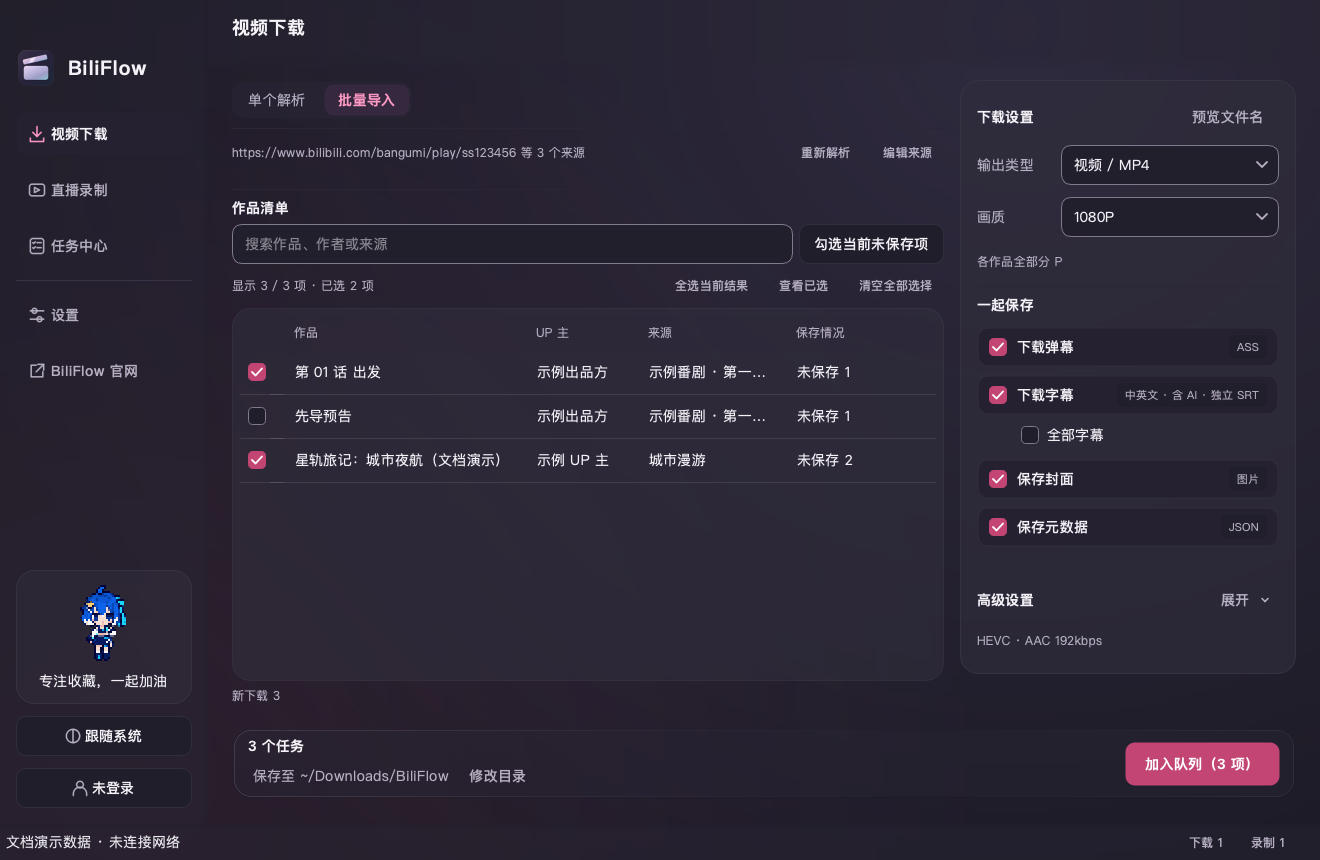 BiliFlow
视频下载
直播录制
任务中心
设置
BiliFlow 官网
专注收藏，一起加油
跟随系统
未登录
视频下载
单个解析
批量导入
https://www.bilibili.com/bangumi/play/ss123456 等 3 个来源
重新解析
编辑来源
作品清单
搜索作品、作者或来源
勾选当前未保存项
显示 3 / 3 项 · 已选 2 项
全选当前结果
查看已选
清空全部选择
作品 UP 主 来源 保存情况
第 01 话 出发 示例出品方 示例番剧 · 第一… 未保存 1
先导预告 示例出品方 示例番剧 · 第一… 未保存 1
星轨旅记：城市夜航（文档演示） 示例 UP 主 城市漫游 未保存 2
新下载 3
下载设置
预览文件名
输出类型 视频 / MP4
画质 1080P
各作品全部分 P
一起保存
下载弹幕 ASS
下载字幕 中英文 · 含 AI · 独立 SRT
全部字幕
保存封面 图片
保存元数据 JSON
高级设置 展开
HEVC · AAC 192kbps
3 个任务
保存至 ~/Downloads/BiliFlow 修改目录
加入队列（3 项）
文档演示数据 · 未连接网络
下载 1
录制 1